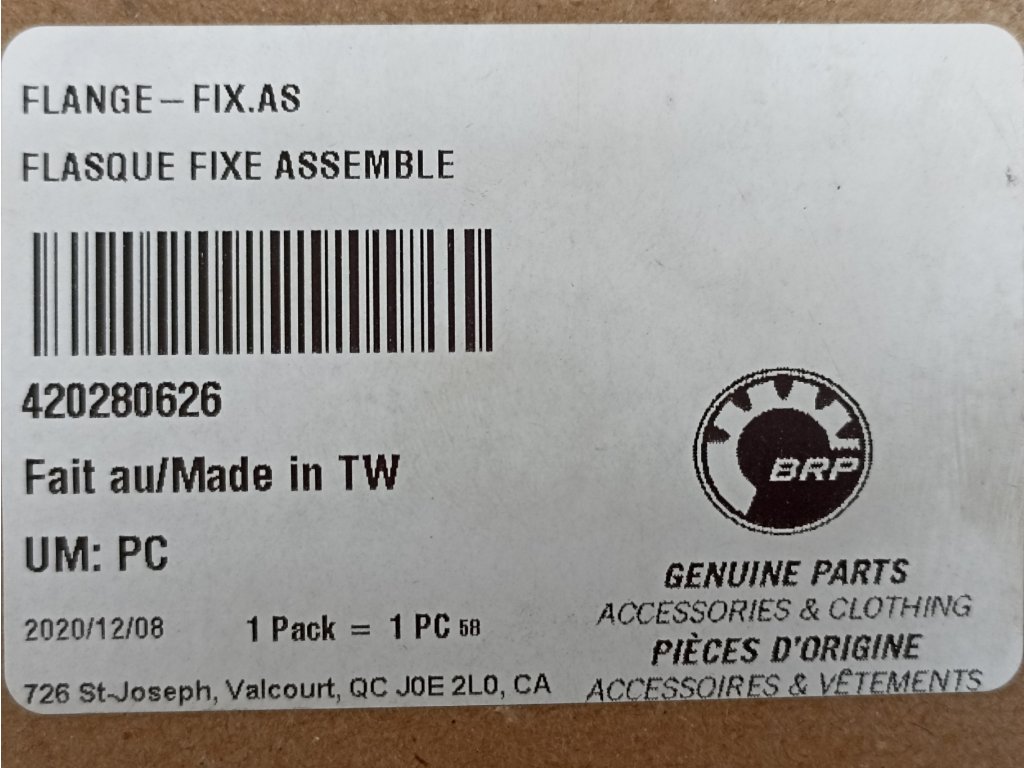 FLANGE – FIX.AS
FLASQUE FIXE ASSEMBLE
420280626
Fait au/Made in TW
UM: PC
2020/12/08 1 Pack = 1 PC 58
726 St-Joseph, Valcourt, QC J0E 2L0, CA
BRP
GENUINE PARTS
ACCESSORIES & CLOTHING
PIÈCES D'ORIGINE
ACCESSOIRES & VÊTEMENTS